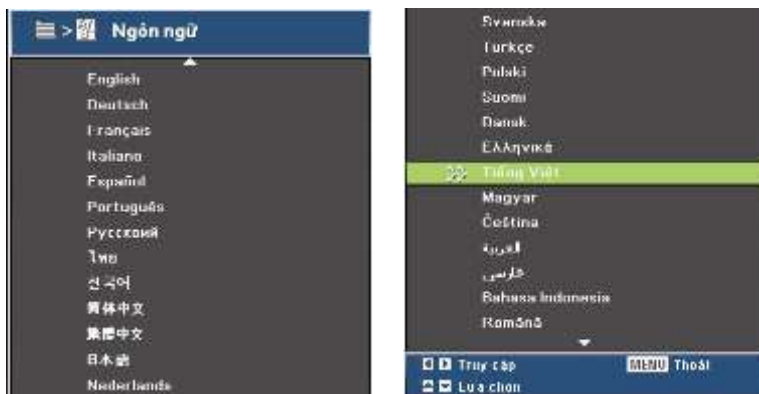 > Ngôn ngữ
English
Deutsch
Français
Italiano
Español
Português
Русский
ไทย
한국어
简体中文
繁體中文
日本語
Nederlands
Svenska
Türkçe
Polski
Suomi
Dansk
Ελληνικά
Tiếng Việt
Magyar
Čeština
العربية
فارسی
Bahasa Indonesia
Română
Truy cập MENU Thoát
Lựa chọn